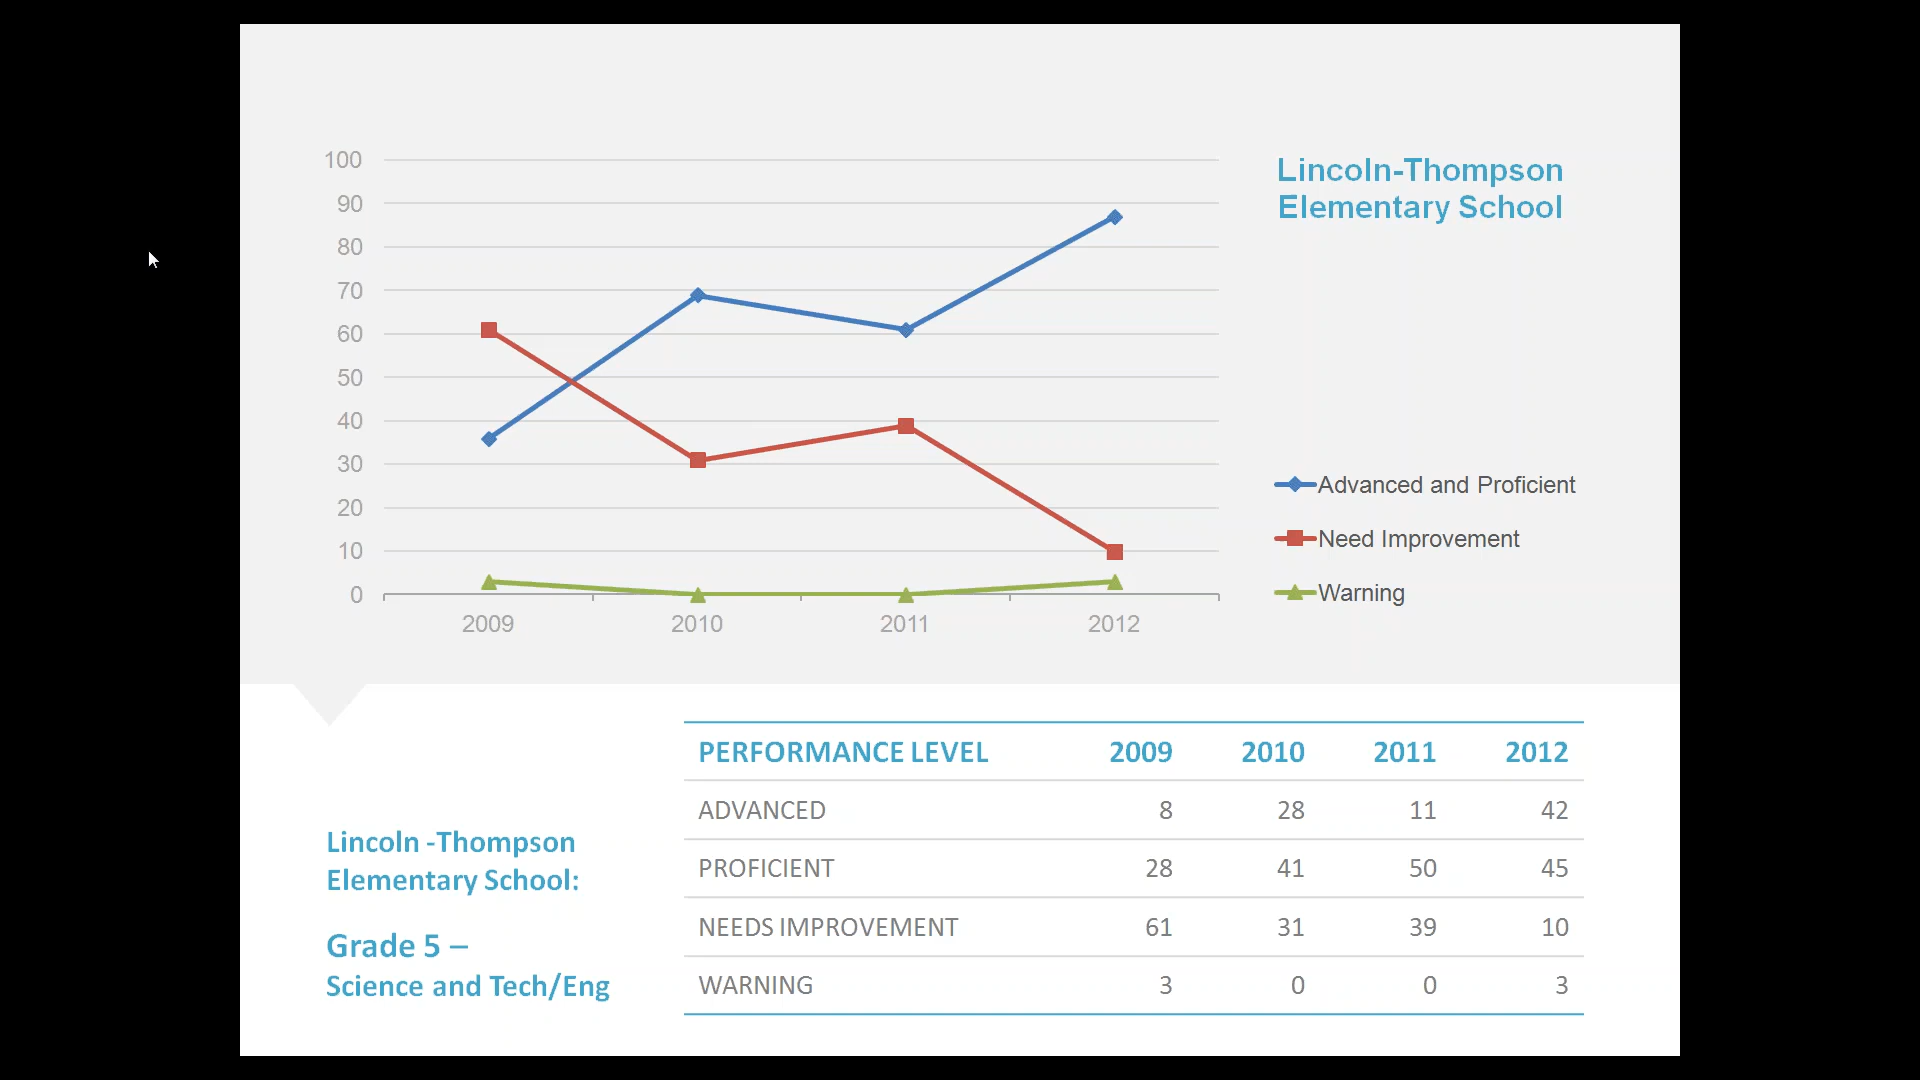 Lincoln-Thompson
Elementary School
100
90
80
70
60
50
40
30
20
10
0
2009 2010 2011 2012
Advanced and Proficient
Need Improvement
Warning
Lincoln -Thompson
Elementary School:
Grade 5 –
Science and Tech/Eng
PERFORMANCE LEVEL 2009 2010 2011 2012
ADVANCED 8 28 11 42
PROFICIENT 28 41 50 45
NEEDS IMPROVEMENT 61 31 39 10
WARNING 3 0 0 3